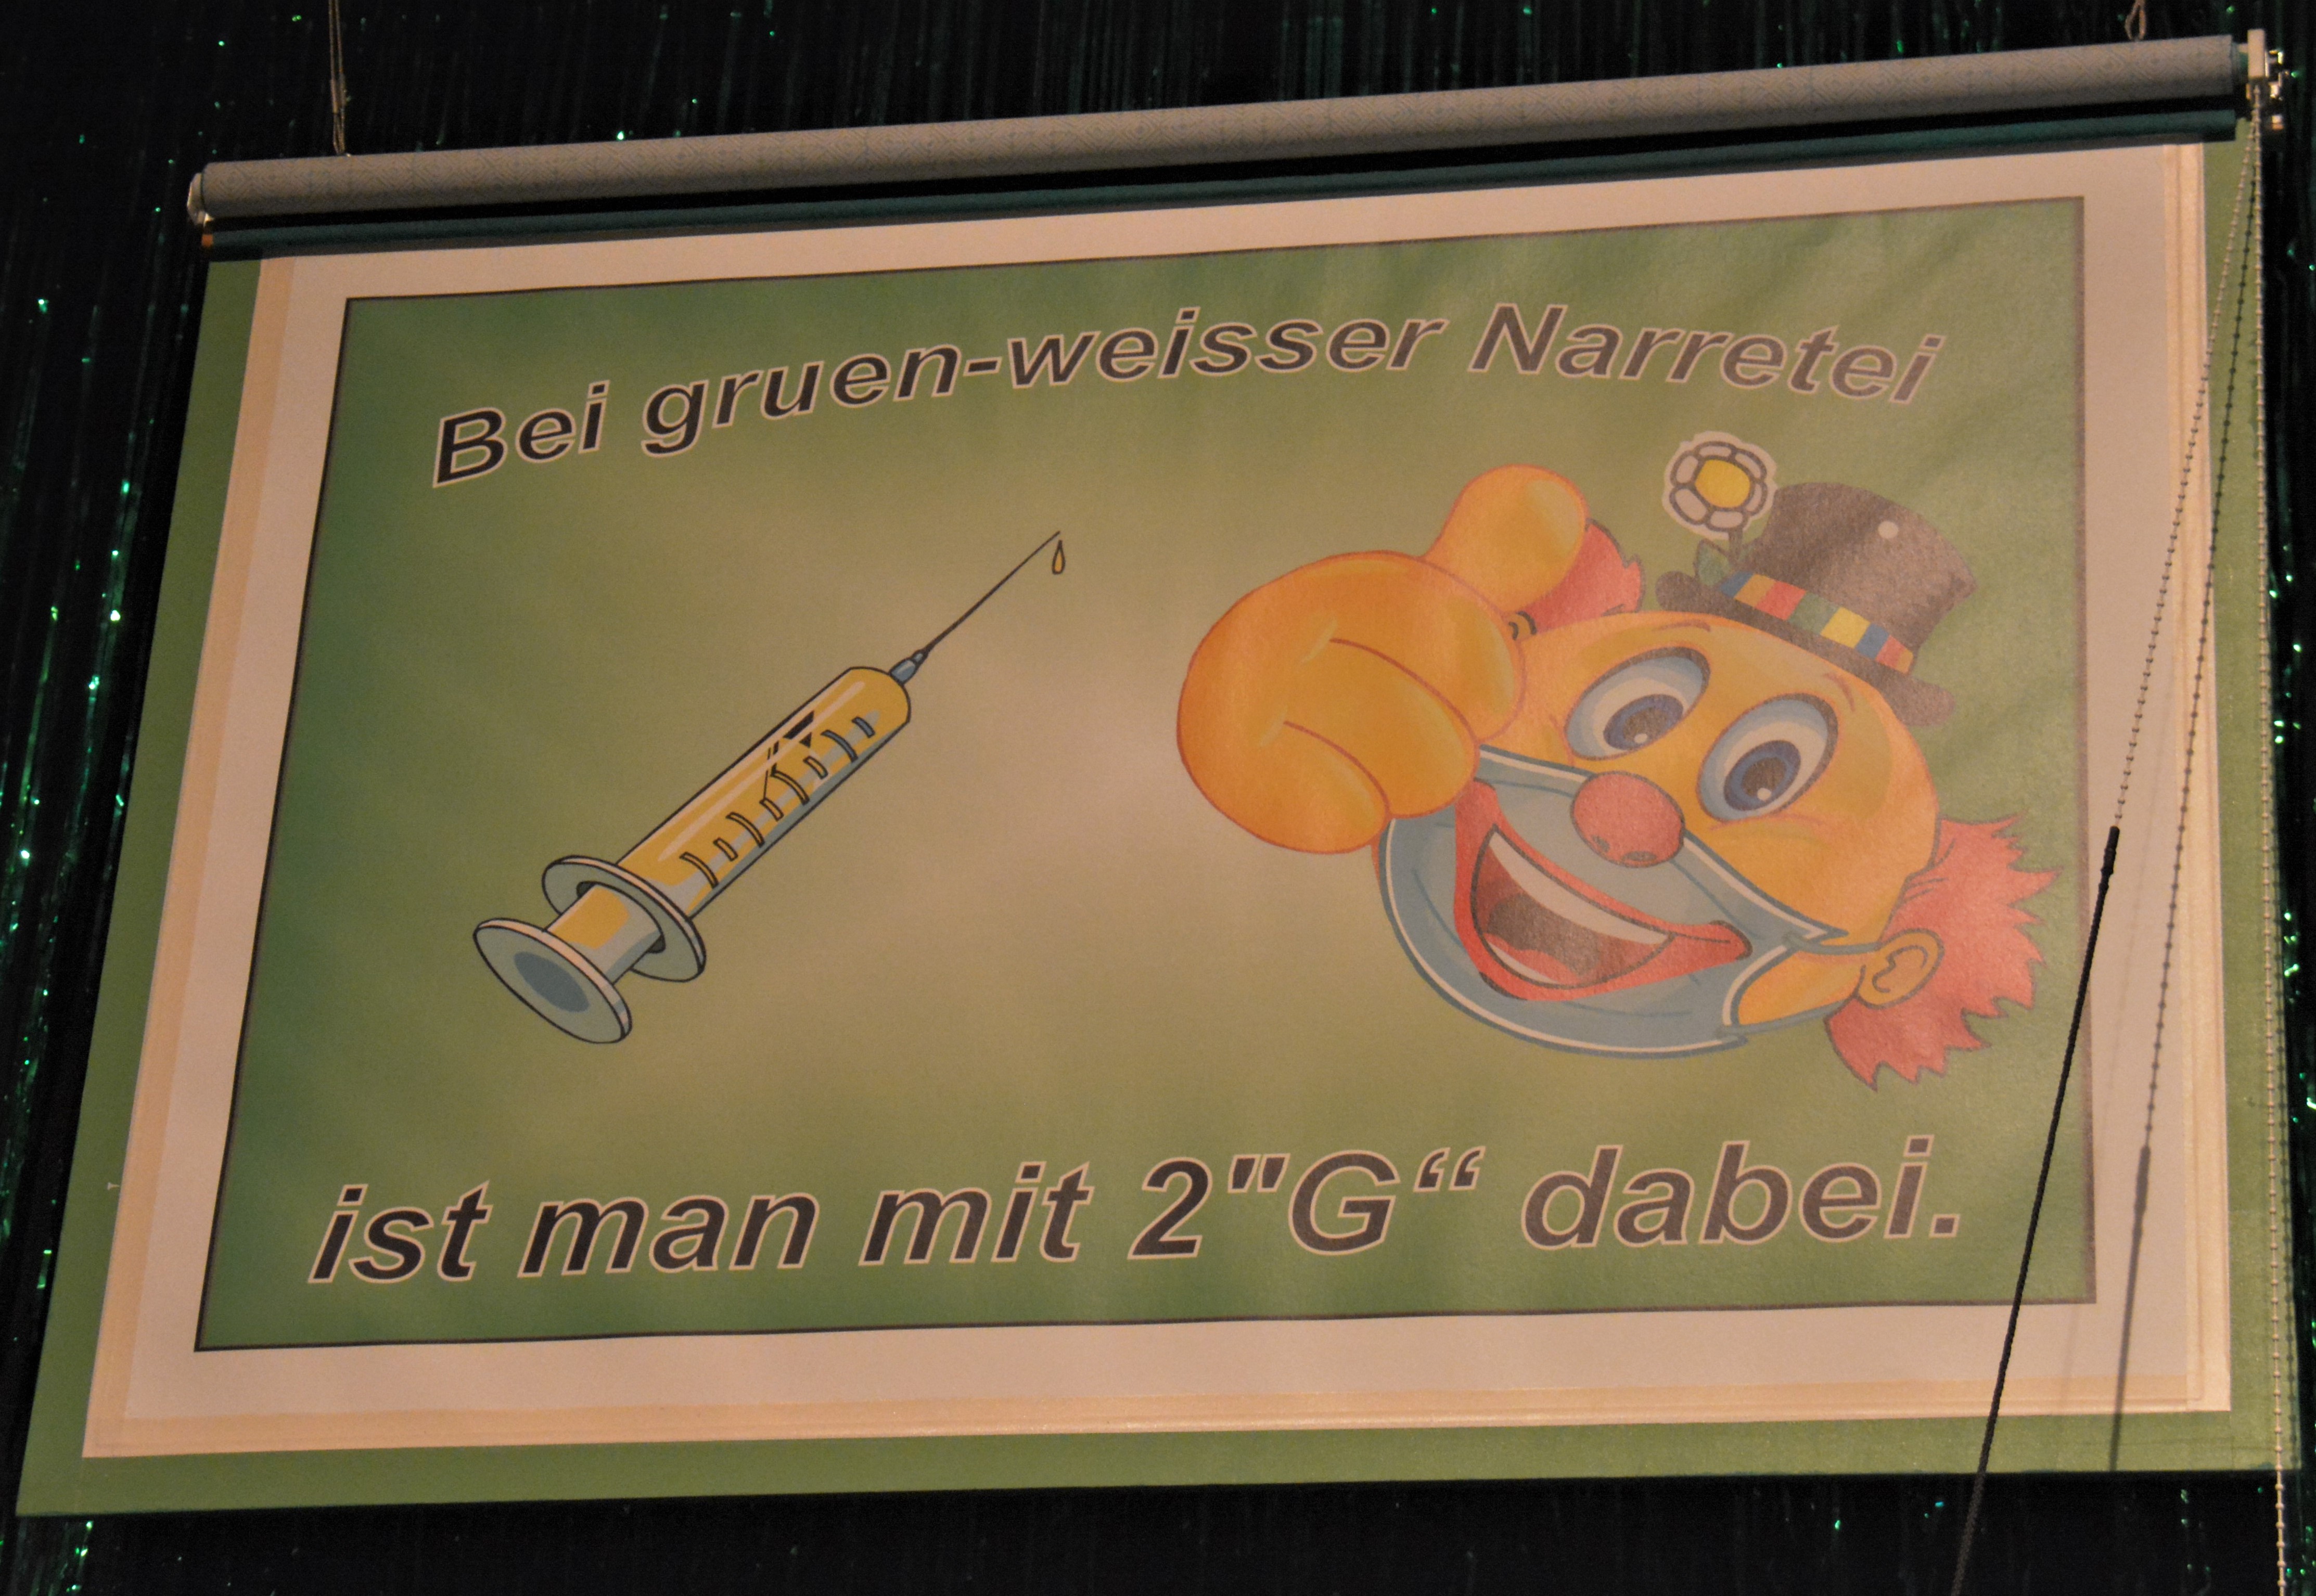 Bei gruen-weisser Narretei
ist man mit 2"G“ dabei.